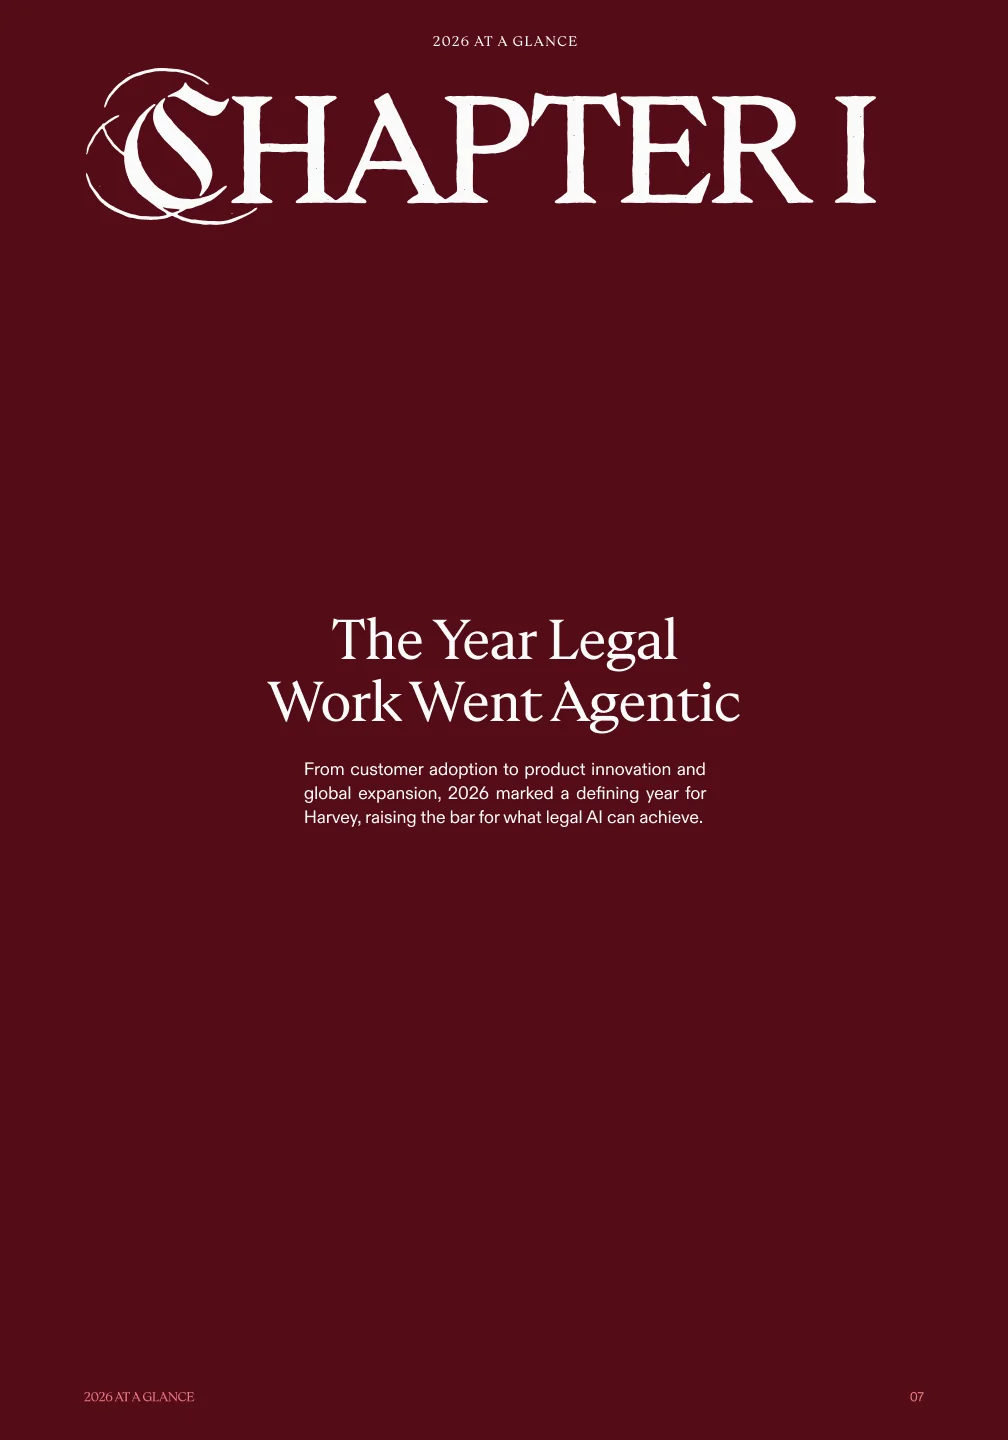 2026 AT A GLANCE
CHAPTER I
The Year Legal
Work Went Agentic
From customer adoption to product innovation and
global expansion, 2026 marked a defining year for
Harvey, raising the bar for what legal AI can achieve.
2026 AT A GLANCE
07